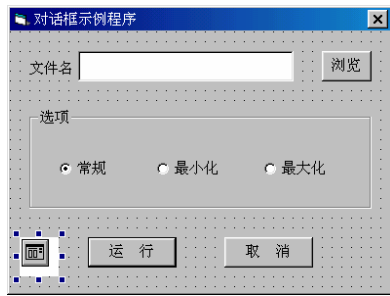 对话框示例程序
文件名 浏览
选项
常规 最小化 最大化
运 行 取 消